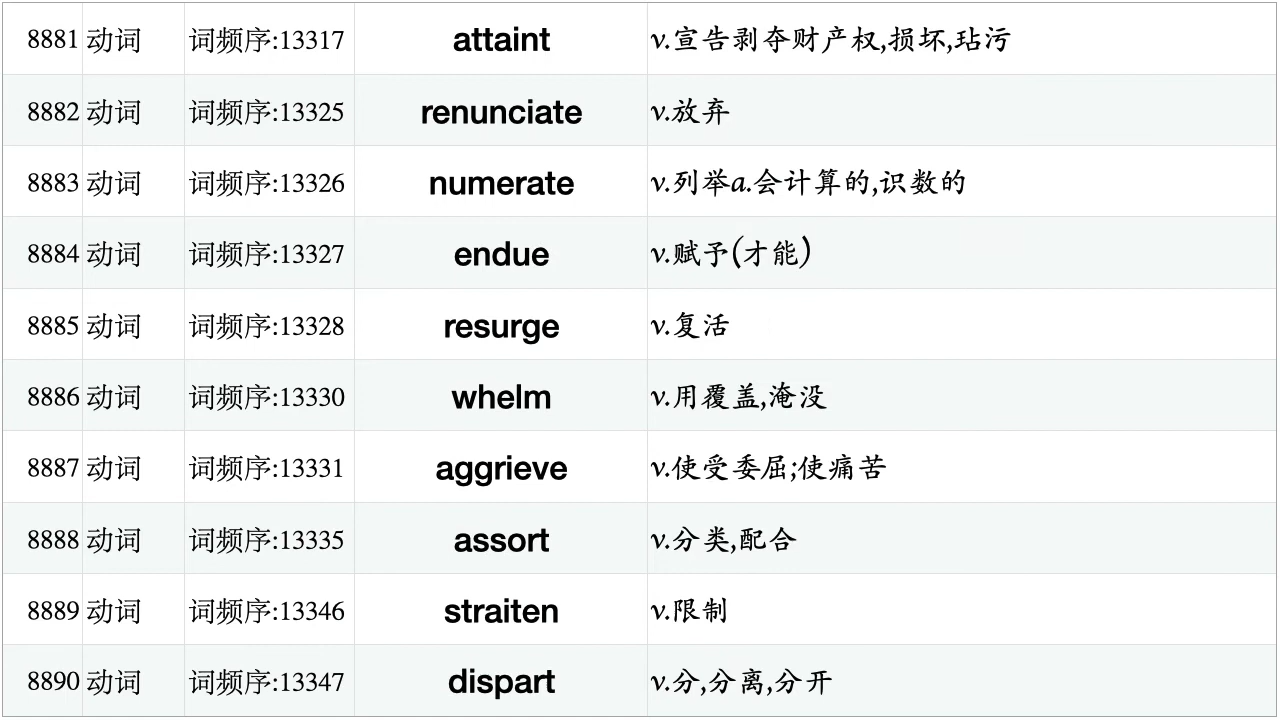 8881 动词 词频序:13317 attaint v.宣告剥夺财产权,损坏,玷污
8882 动词 词频序:13325 renunciate v.放弃
8883 动词 词频序:13326 numerate v.列举a.会计算的,识数的
8884 动词 词频序:13327 endue v.赋予(才能)
8885 动词 词频序:13328 resurge v.复活
8886 动词 词频序:13330 whelm v.用覆盖,淹没
8887 动词 词频序:13331 aggrieve v.使受委屈;使痛苦
8888 动词 词频序:13335 assort v.分类,配合
8889 动词 词频序:13346 straiten v.限制
8890 动词 词频序:13347 dispart v.分,分离,分开